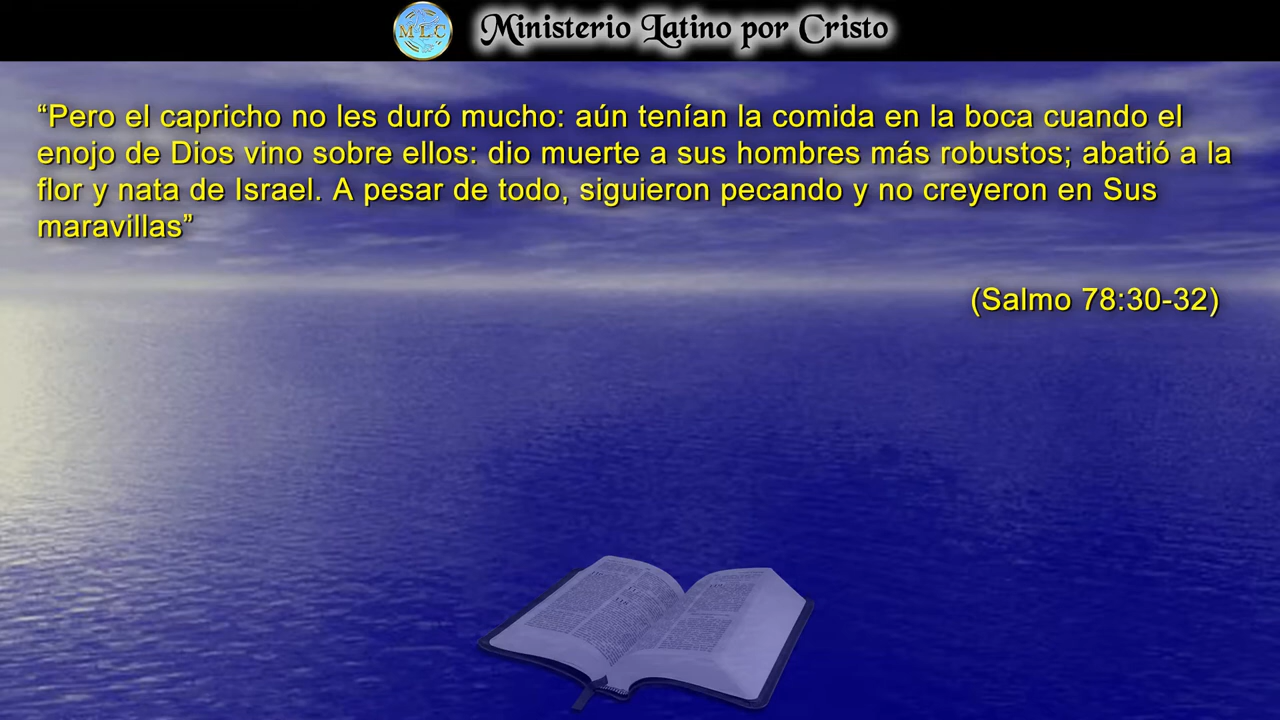 MLC
Ministerio Latino por Cristo
“Pero el capricho no les duró mucho: aún tenían la comida en la boca cuando el
enojo de Dios vino sobre ellos: dio muerte a sus hombres más robustos; abatió a la
flor y nata de Israel. A pesar de todo, siguieron pecando y no creyeron en Sus
maravillas”
(Salmo 78:30-32)